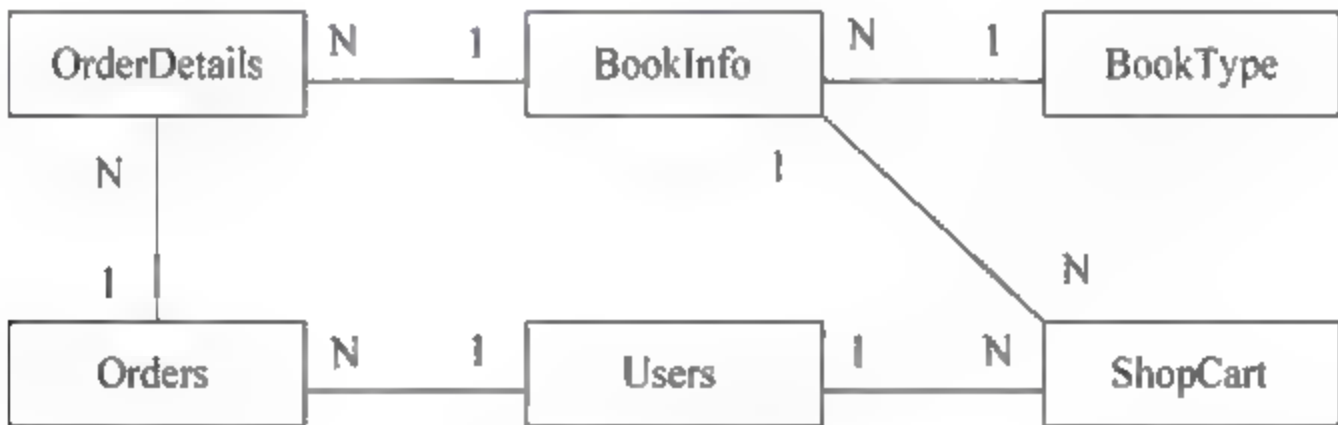 OrderDetails N 1 BookInfo N 1 BookType
N 1
1 N
Orders N 1 Users 1 N ShopCart